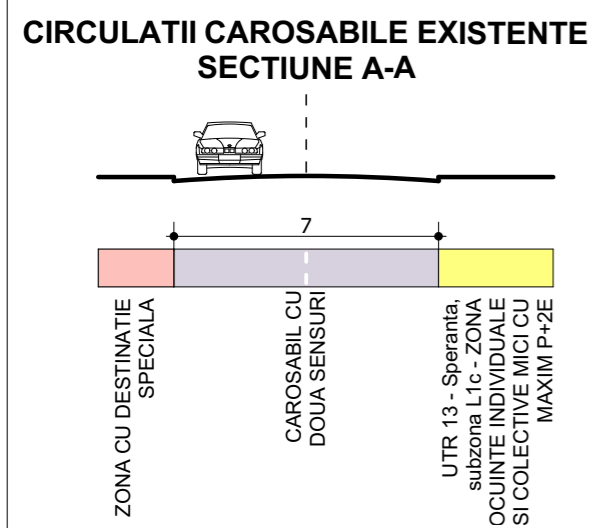 CIRCULATII CAROSABILE EXISTENTE
SECTIUNE A-A
7
ZONA CU DESTINATIE
SPECIALA
CAROSABIL CU
DOUA SENSURI
UTR 13 - Speranta,
subzona L1c - ZONA
OCUINTE INDIVIDUALE
SI COLECTIVE MICI CU
MAXIM P+2E